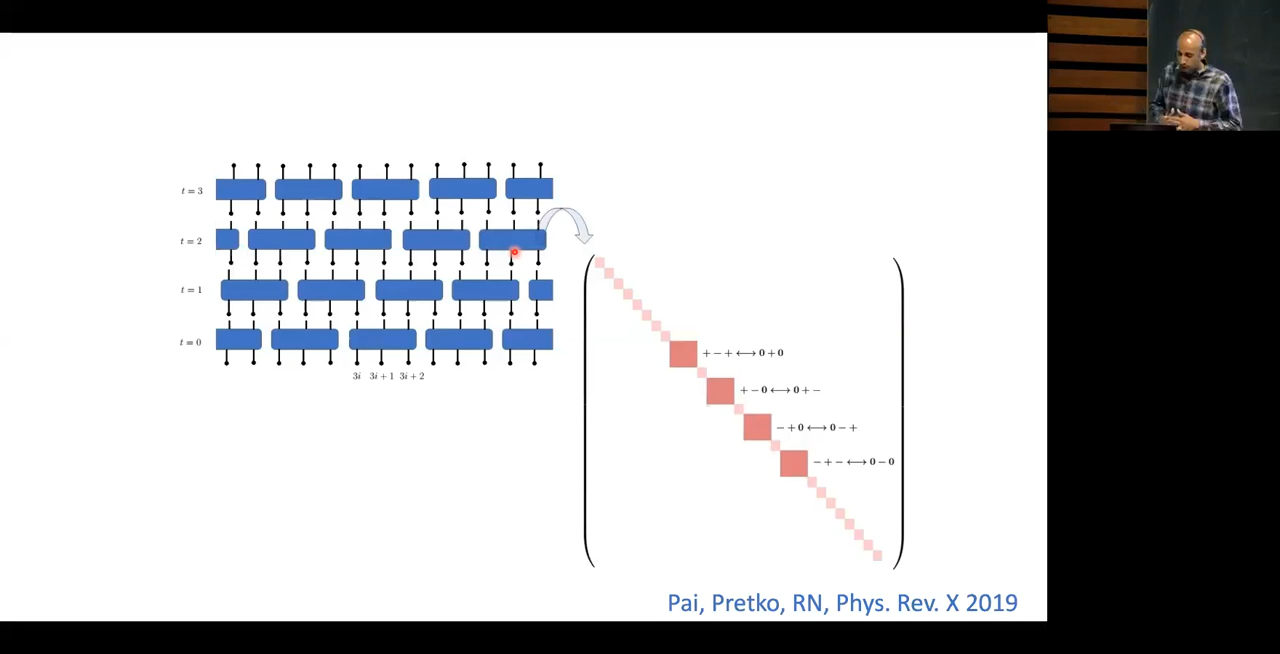 t = 3
t = 2
t = 1
t = 0
3i 3i + 1 3i + 2
+ − + ⟷ 0 + 0
+ − 0 ⟷ 0 + −
− + 0 ⟷ 0 − +
− + − ⟷ 0 − 0
Pai, Pretko, RN, Phys. Rev. X 2019